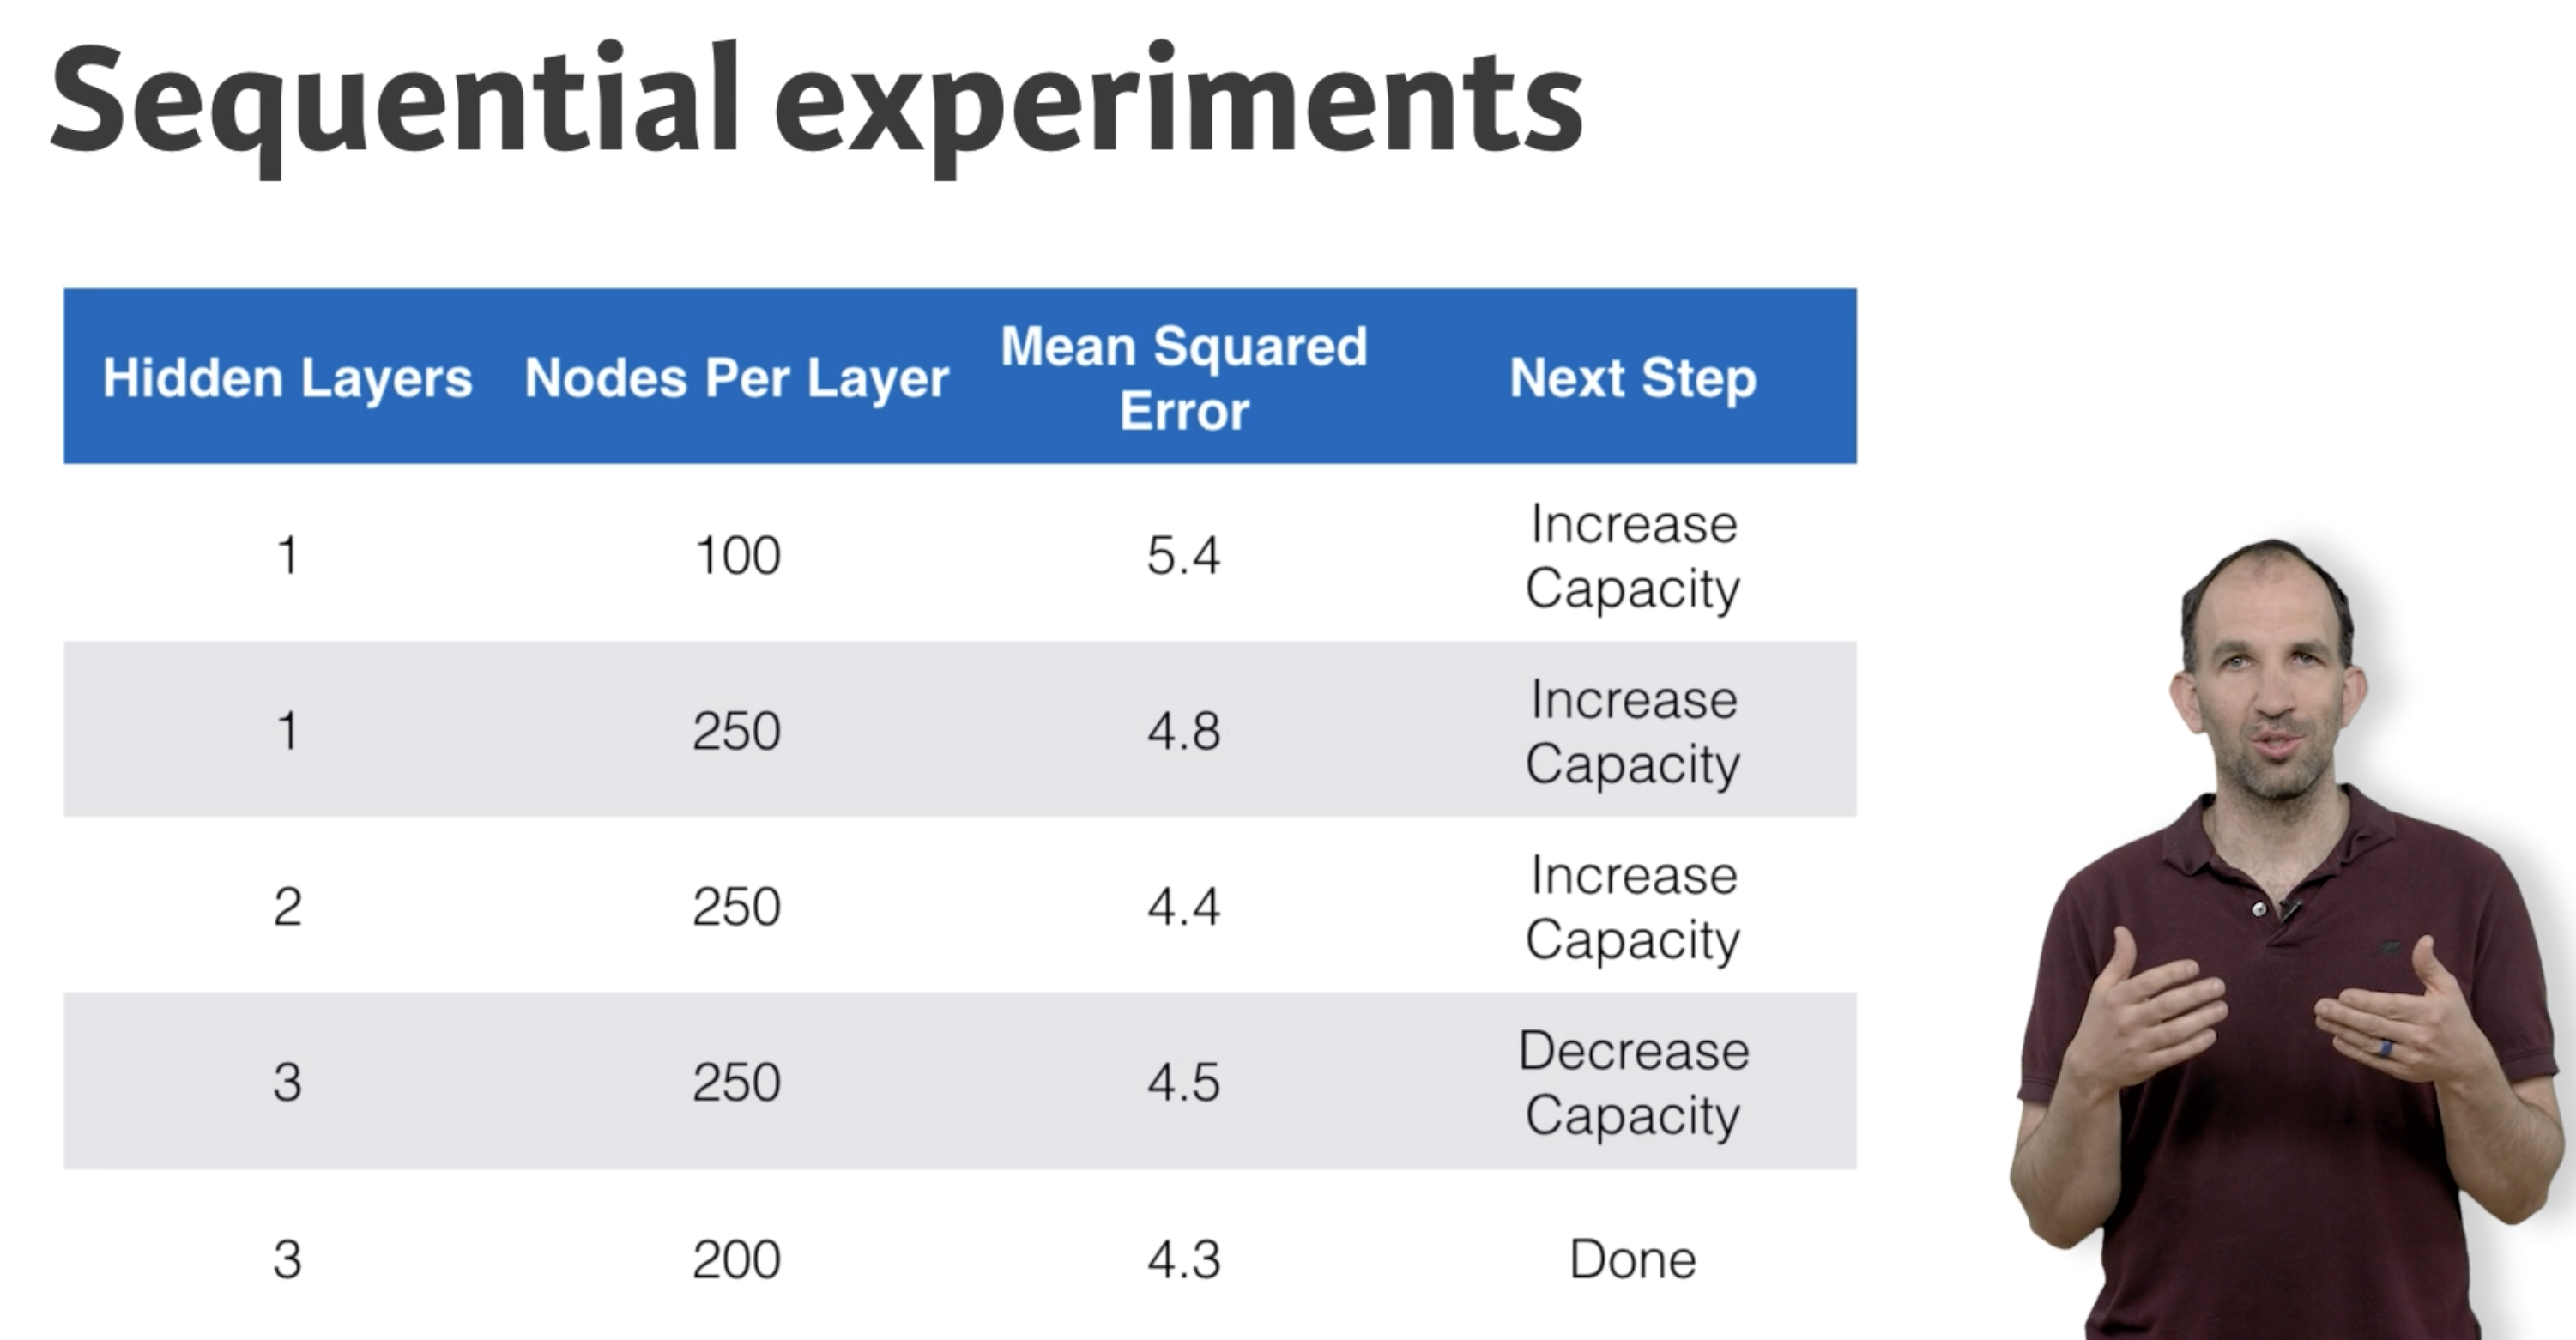 Sequential experiments
Hidden Layers Nodes Per Layer Mean Squared Error Next Step
1 100 5.4 Increase Capacity
1 250 4.8 Increase Capacity
2 250 4.4 Increase Capacity
3 250 4.5 Decrease Capacity
3 200 4.3 Done